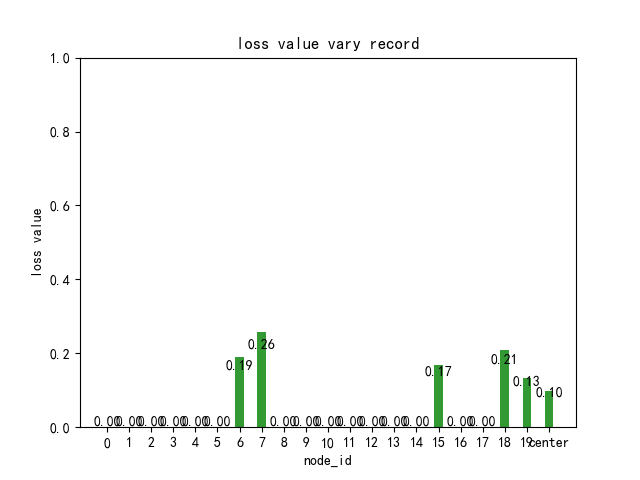 loss value vary record
1.0
0.8
0.6
0.4
0.2
0.0
loss value
0.00 0.00 0.00 0.00 0.00 0.00 0.19 0.26 0.00 0.00 0.00 0.00 0.00 0.00 0.00 0.17 0.00 0.00 0.21 0.13 0.10
0 1 2 3 4 5 6 7 8 9 10 11 12 13 14 15 16 17 18 19 center
node_id